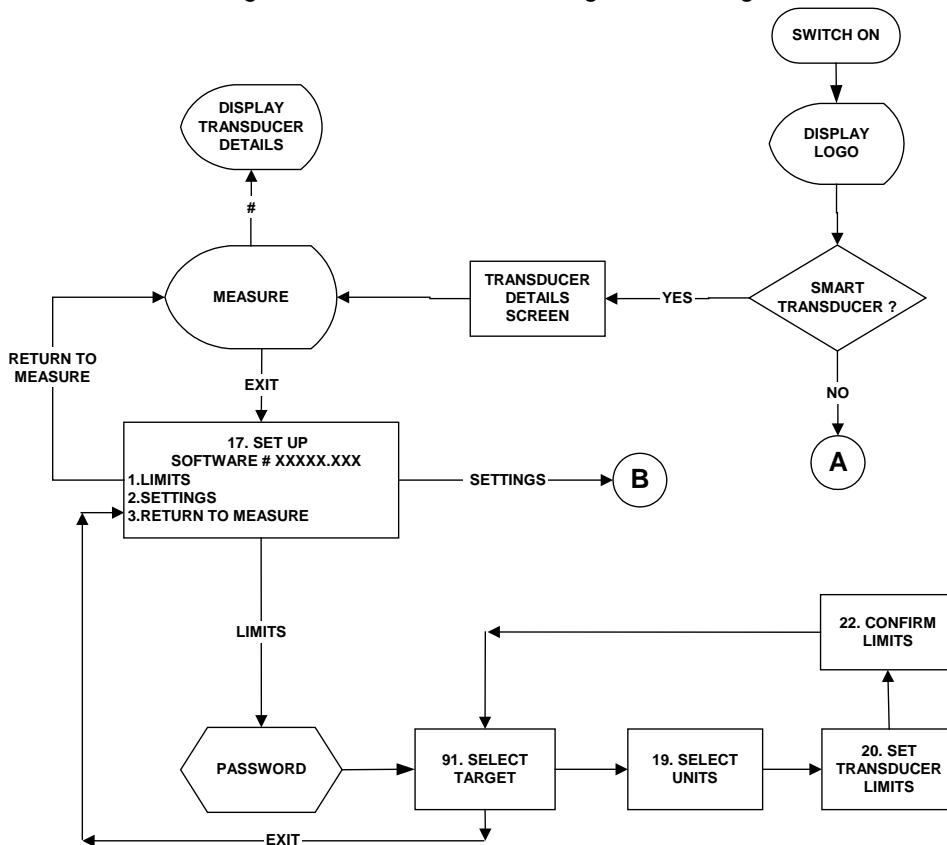 SWITCH ON
DISPLAY
TRANSDUCER
DETAILS
DISPLAY
LOGO
#
MEASURE
TRANSDUCER
DETAILS
SCREEN
YES
SMART
TRANSDUCER ?
RETURN TO
MEASURE
EXIT
NO
17. SET UP
SOFTWARE # XXXXX.XXX
1.LIMITS
2.SETTINGS
3.RETURN TO MEASURE
SETTINGS
B
A
LIMITS
22. CONFIRM
LIMITS
PASSWORD
91. SELECT
TARGET
19. SELECT
UNITS
20. SET
TRANSDUCER
LIMITS
EXIT